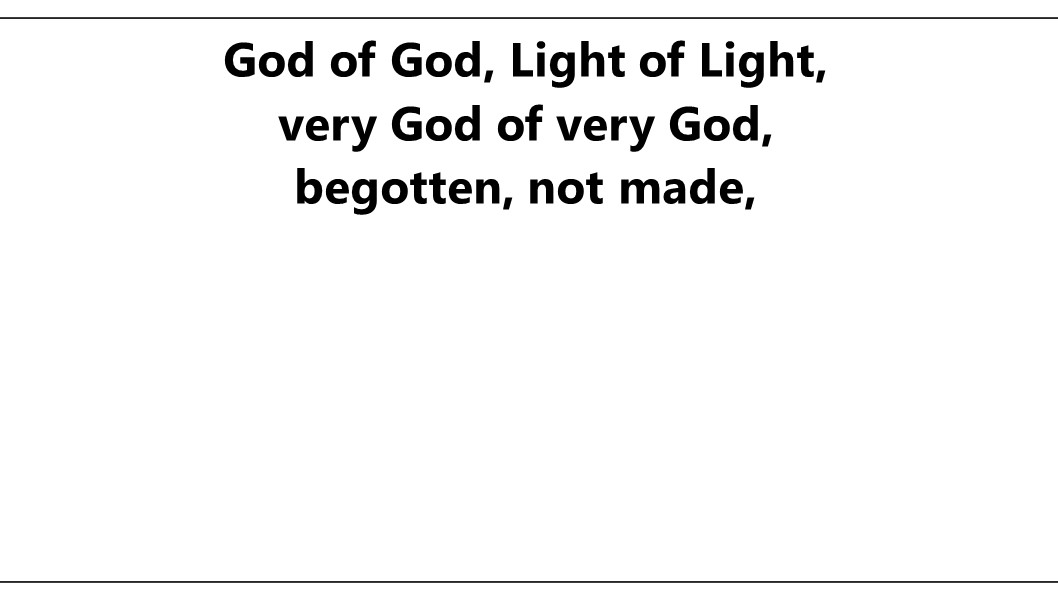 God of God, Light of Light,
very God of very God,
begotten, not made,